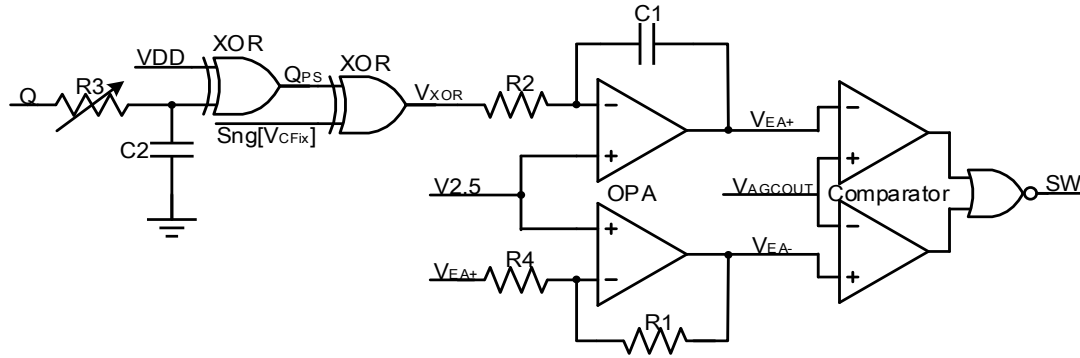 C1
XOR
VDD
XOR
Q
R3
QPS
R2
VXOR
VEA+
Sng[VCFix]
C2
V2.5
OPA
VAGCOUT
Comparator
SW
VEA+
R4
VEA-
R1